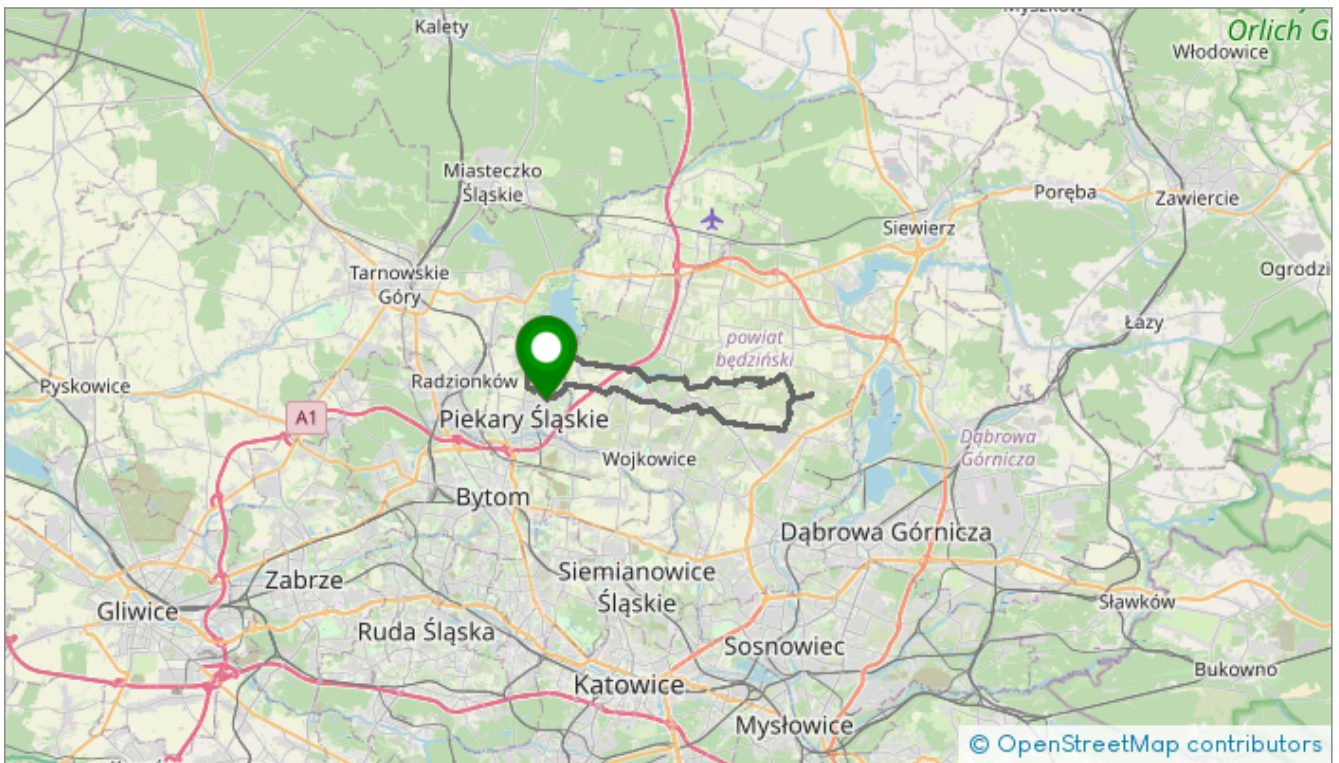 Kalety
Orlich G
Włodowice
Miasteczko
Śląskie
Poręba
Zawiercie
Siewierz
Tarnowskie
Góry
Ogrodzi
Łazy
powiat
będziński
Pyskowice
Radzionków
A1
Piekary Śląskie
Dąbrowa
Górnicza
Wojkowice
Bytom
Dąbrowa Górnicza
Zabrze
Siemianowice
Śląskie
Gliwice
Sławków
Ruda Śląska
Sosnowiec
Bukowno
Katowice
Mysłowice
© OpenStreetMap contributors